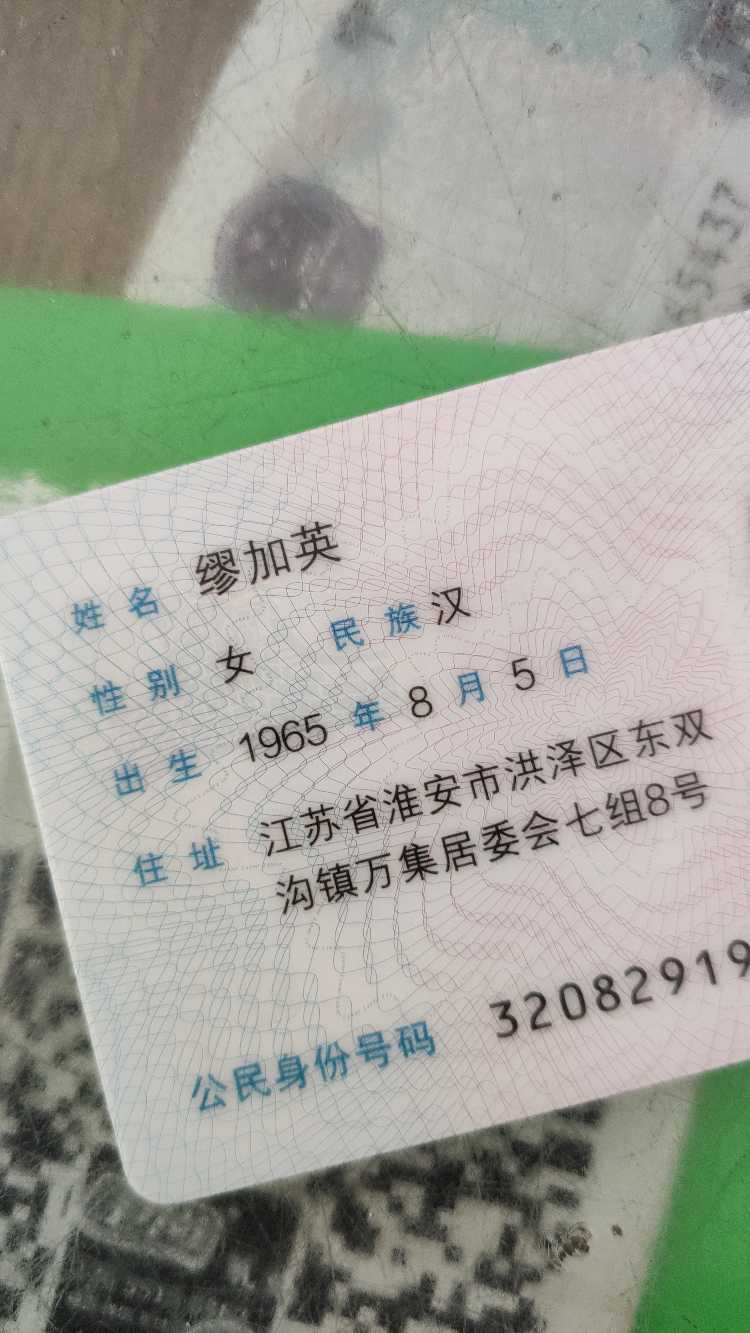 65437
姓名 缪加英
性别 女 民族 汉
出生 1965 年 8 月 5 日
住址 江苏省淮安市洪泽区东双
沟镇万集居委会七组8号
公民身份号码 32082919